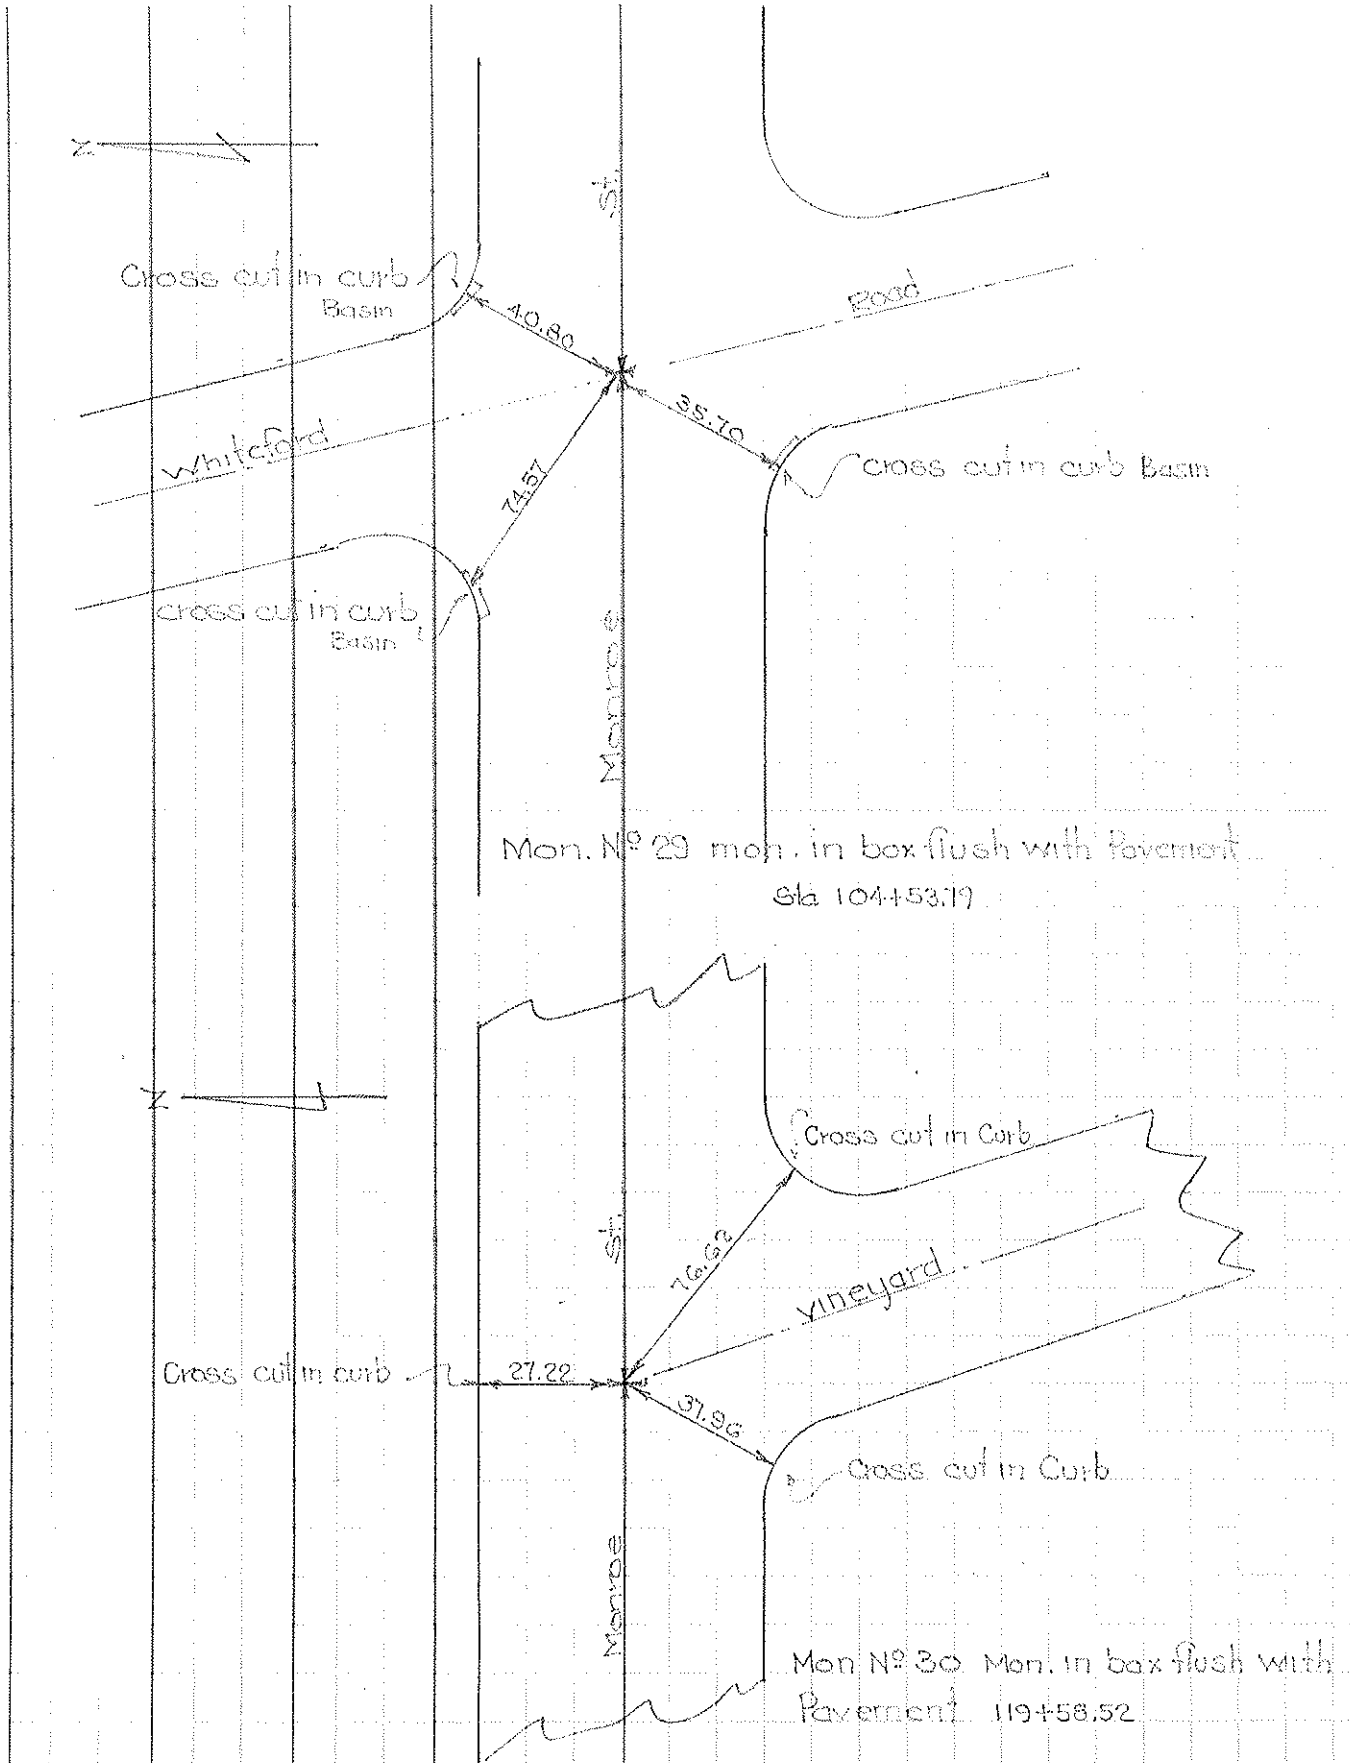 Z
St.
Cross cut in curb
Basin
40.80
Road
35.70
Whiteford
cross cut in curb Basin
74.57
cross cut in curb
Basin
Monroe
Mon. Nº 29 mon. in box flush with Pavement
Sta 104+53.79
Z
Cross cut in Curb
St.
76.62
Vineyard
Cross cut in curb
27.22
37.96
Cross cut in Curb
Monroe
Mon Nº 30 Mon. in box flush with
Pavement 119+58.52